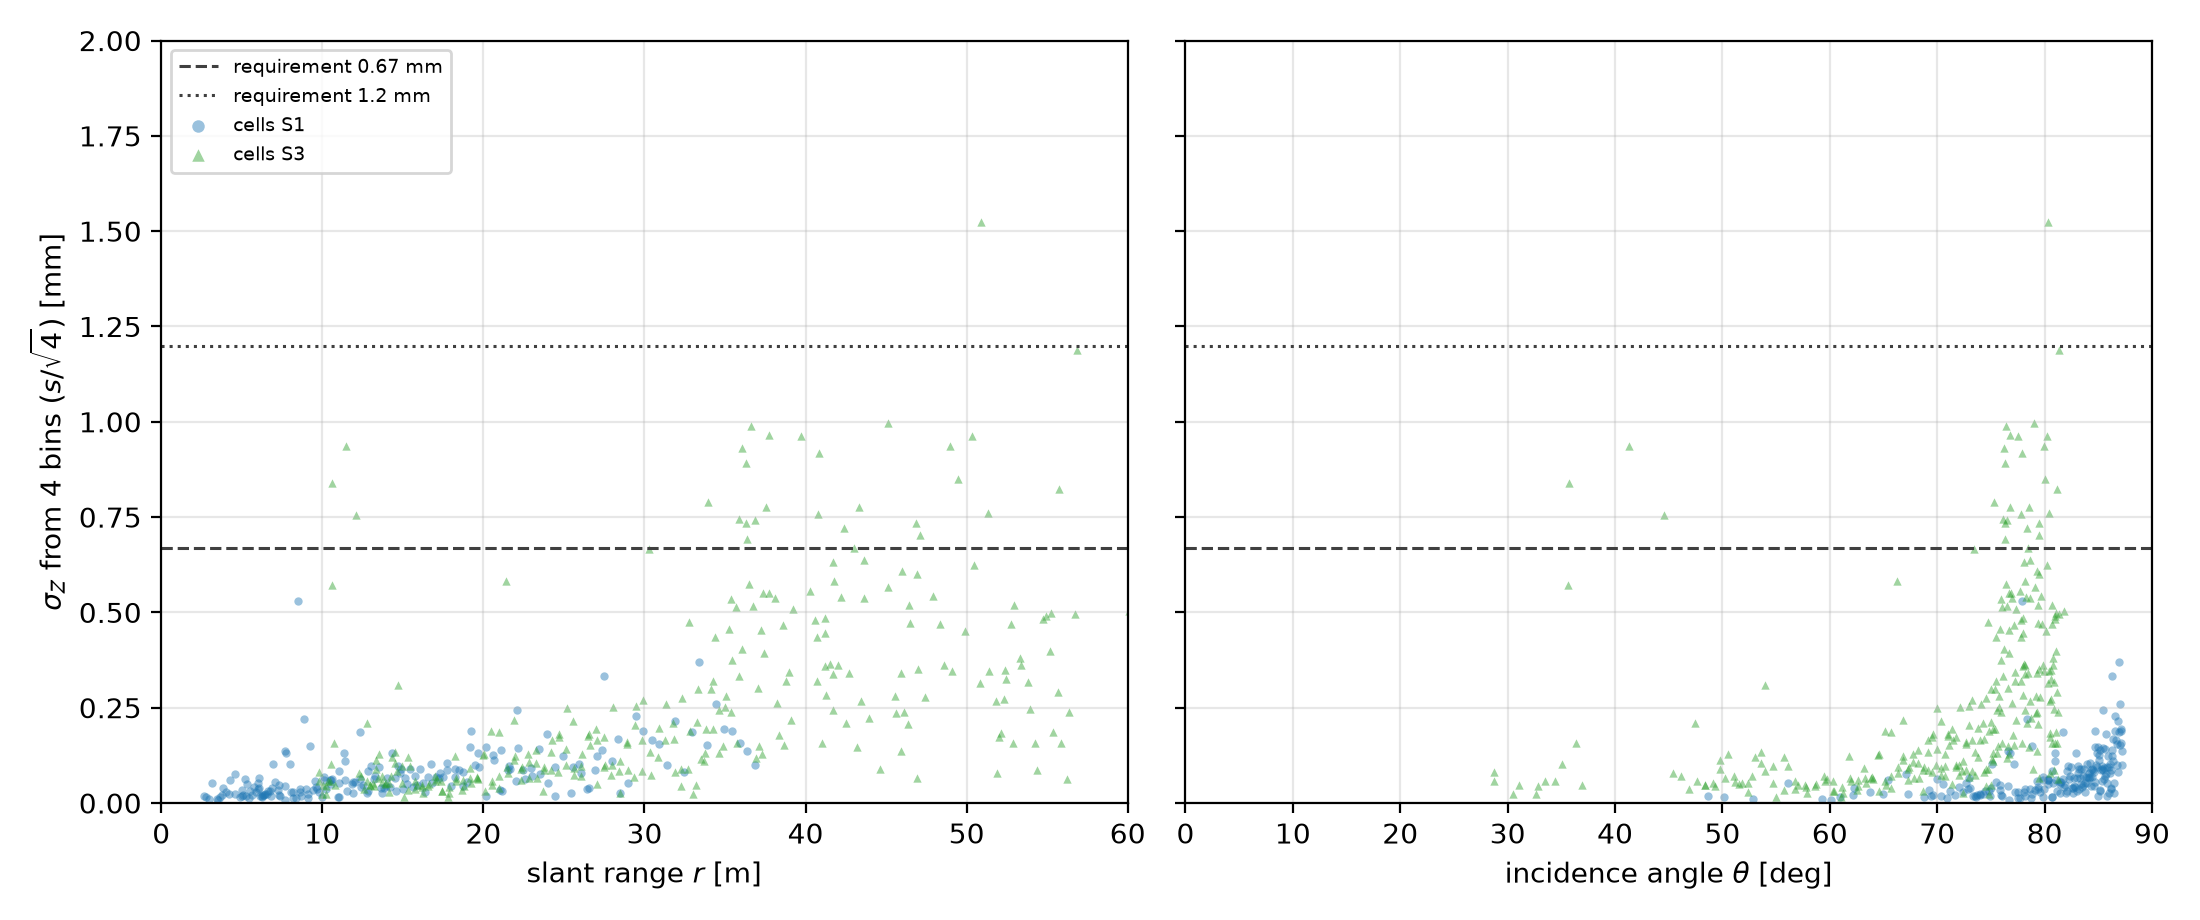 2.00
1.75
1.50
1.25
1.00
0.75
0.50
0.25
0.00
σ_Z from 4 bins (s/√4) [mm]
requirement 0.67 mm
requirement 1.2 mm
cells S1
cells S3
0 10 20 30 40 50 60
slant range r [m]
0 10 20 30 40 50 60 70 80 90
incidence angle θ [deg]